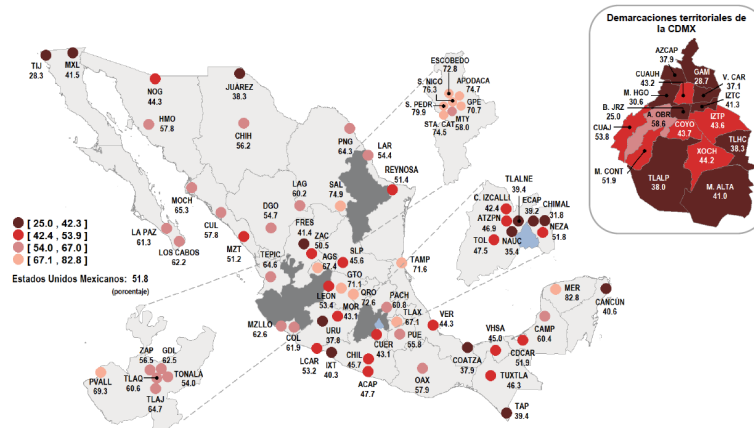 Demarcaciones territoriales de
la CDMX
AZCAP
37.9
CUAUH
43.2
GAM
28.7
V. CAR
37.1
M. HGO
30.6
IZTC
41.3
B. JRZ
25.0
A. OBR
58.6
COYO
43.7
IZTP
43.6
CUAJ
53.8
TLHC
38.3
XOCH
44.2
M. CONT
51.9
TLALP
38.0
M. ALTA
41.0
TIJ
28.3
MXL
41.5
NOG
44.3
JUÁREZ
38.3
HMO
57.8
CHIH
56.2
ESCOBEDO
72.8
S. NICO
76.3
APODACA
74.7
S. PEDR
79.9
GPE
70.7
STA. CAT
74.5
MTY
58.0
PNG
64.3
LAR
54.4
REYNOSA
51.4
LAG
60.2
SAL
74.9
MOCH
65.3
DGO
54.7
CUL
57.8
LA PAZ
61.3
LOS CABOS
62.2
MZT
51.2
FRES
41.4
ZAC
50.5
TEPIC
64.6
AGS
67.4
SLP
45.6
TAMP
71.6
TLALNE
39.4
C. IZCALLI
42.4
ECAP
39.2
CHIMAL
31.8
ATZPN
46.9
NEZA
51.8
TOL
47.5
NAUC
35.4
[ 25.0 , 42.3 ]
[ 42.4 , 53.9 ]
[ 54.0 , 67.0 ]
[ 67.1 , 82.8 ]
Estados Unidos Mexicanos: 51.8
(porcentaje)
LEON
53.4
GTO
71.1
QRO
72.6
PACH
60.8
MOR
43.1
TLAX
67.1
VER
44.3
MZLLO
62.6
COL
61.9
URU
37.8
CUER
43.1
PUE
55.8
LCAR
53.2
IXT
40.3
CHIL
45.7
ACAP
47.7
OAX
57.9
COATZA
37.9
VHSA
45.0
CDCAR
51.9
TUXTLA
46.3
TAP
39.4
CAMP
60.4
MER
82.8
CANCÚN
40.6
ZAP
56.5
GDL
62.5
TONALÁ
54.0
PVALL
69.3
TLAQ
60.6
TLAJ
64.7